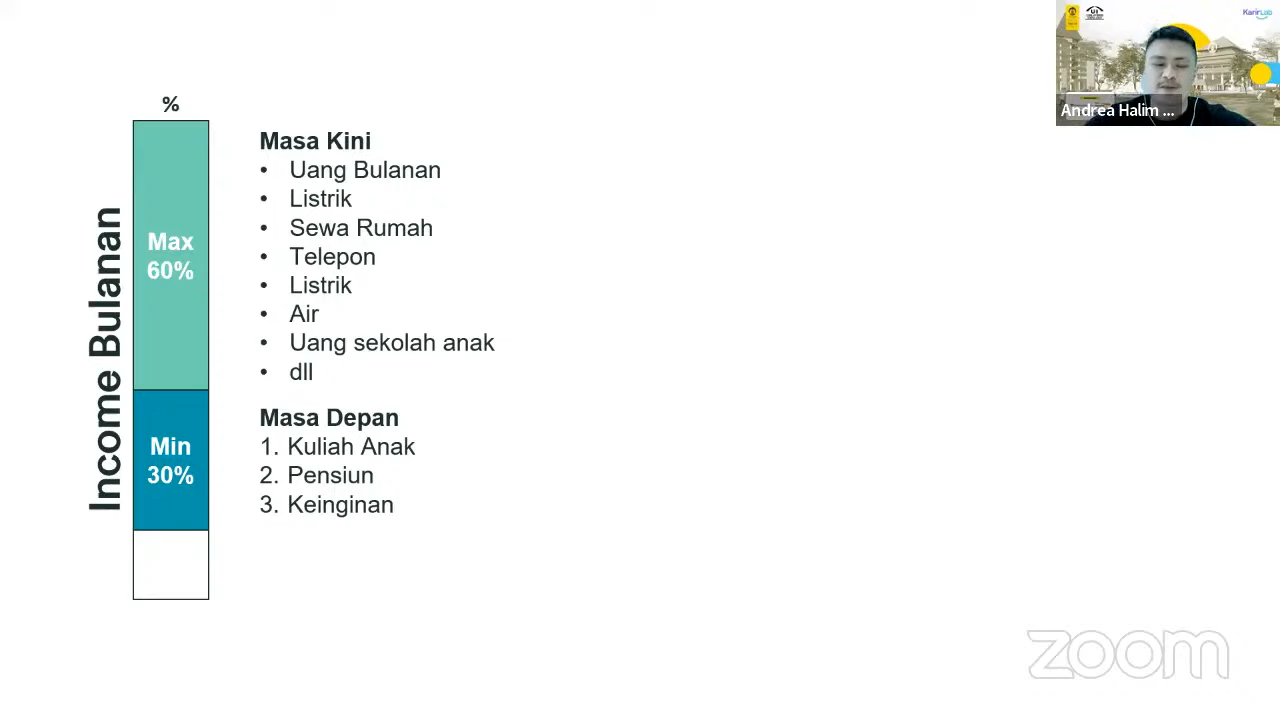 %
Income Bulanan
Max
60%
Masa Kini
• Uang Bulanan
• Listrik
• Sewa Rumah
• Telepon
• Listrik
• Air
• Uang sekolah anak
• dll
Min
30%
Masa Depan
1. Kuliah Anak
2. Pensiun
3. Keinginan
KarirLab
Andrea Halim ...
zoom